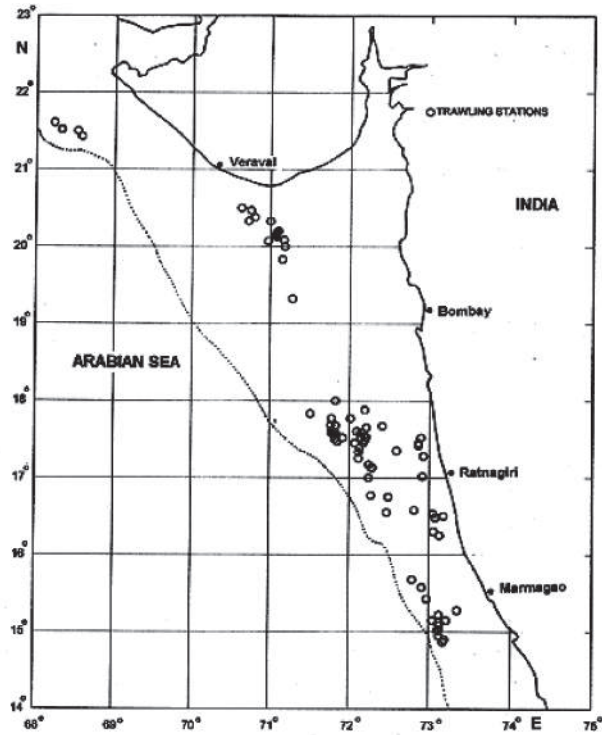 23°
N
22°
TRAWLING STATIONS
Veraval
21°
INDIA
20°
Bombay
19°
ARABIAN SEA
18°
Ratnagiri
17°
16°
Marmagao
15°
14°
68° 69° 70° 71° 72° 73° 74° E 75°